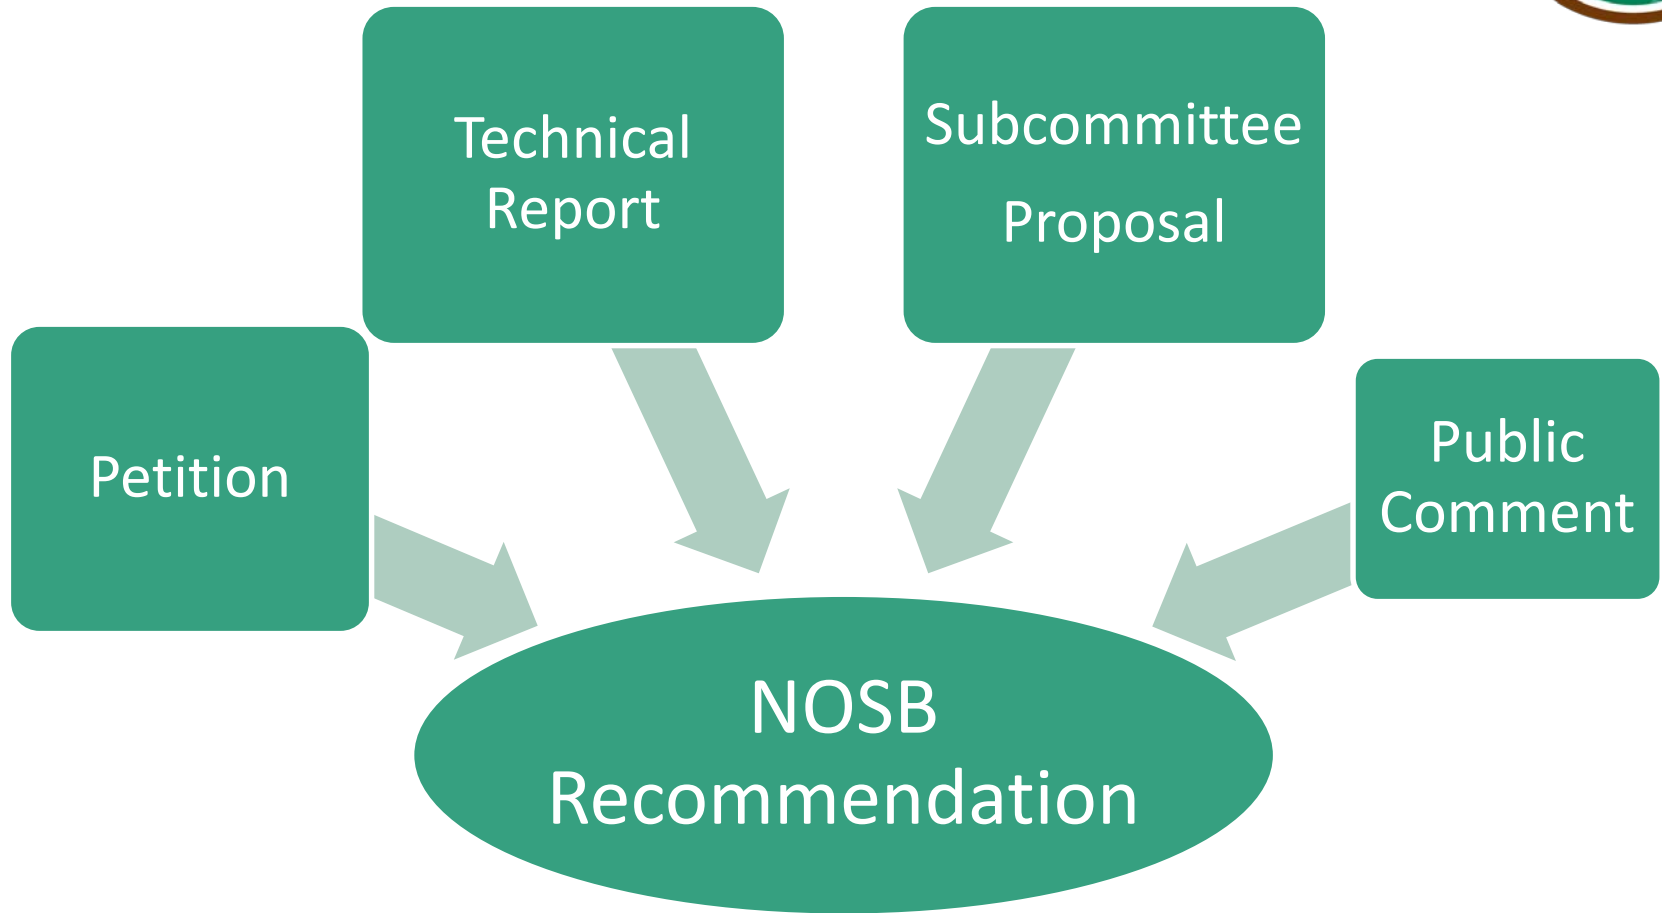 Technical
Report
Subcommittee
Proposal
Petition
Public
Comment
NOSB
Recommendation